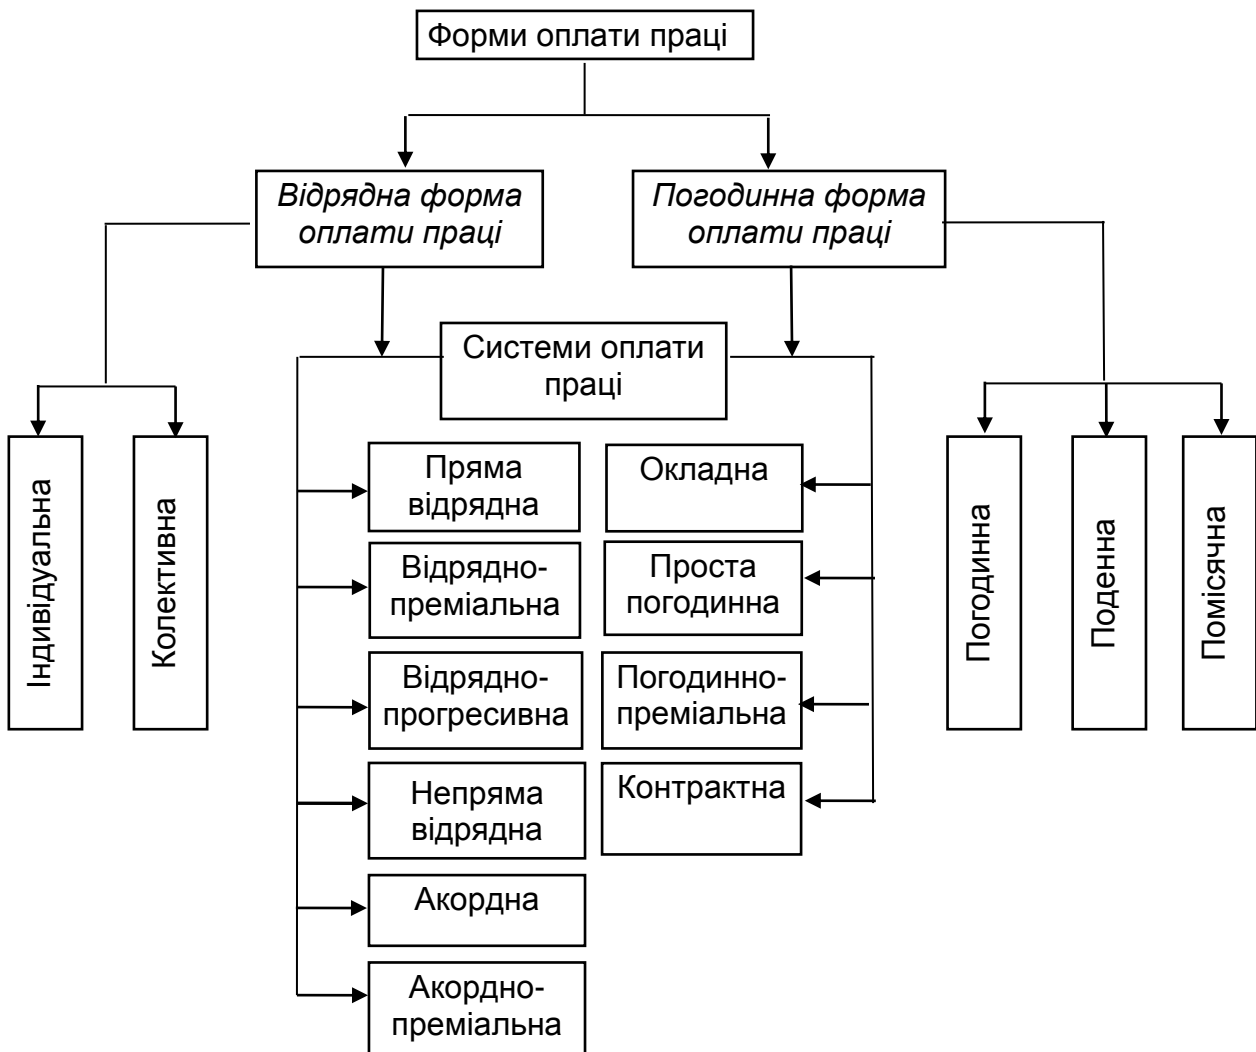 Форми оплати праці
Відрядна форма
оплати праці
Погодинна форма
оплати праці
Системи оплати
праці
Індивідуальна
Колективна
Пряма
відрядна
Відрядно-
преміальна
Відрядно-
прогресивна
Непряма
відрядна
Акордна
Акордно-
преміальна
Окладна
Проста
погодинна
Погодинно-
преміальна
Контрактна
Погодинна
Поденна
Помісячна